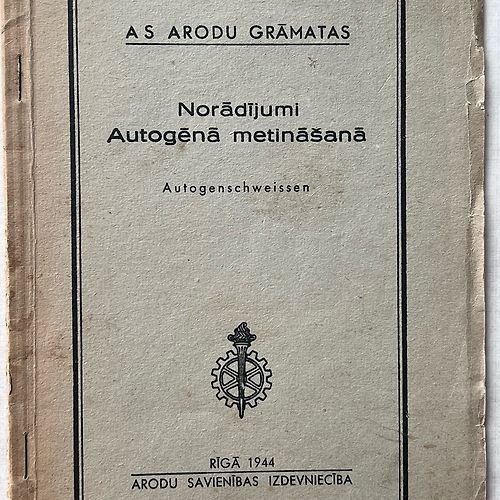 AS ARODU GRĀMATAS
Norādījumi
Autogēnā metināšanā
Autogenschweissen
RĪGĀ 1944
ARODU SAVIENĪBAS IZDEVNIECĪBA